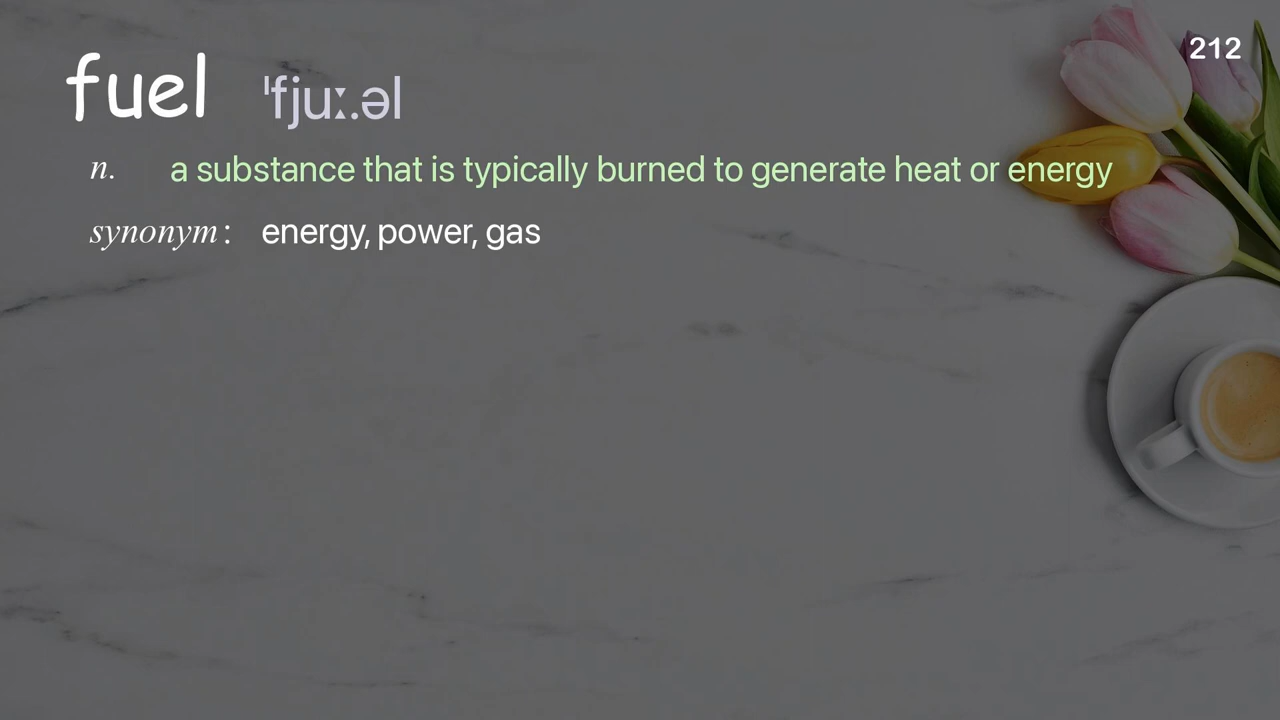 212
fuel ˈfjuː.əl
n. a substance that is typically burned to generate heat or energy
synonym: energy, power, gas